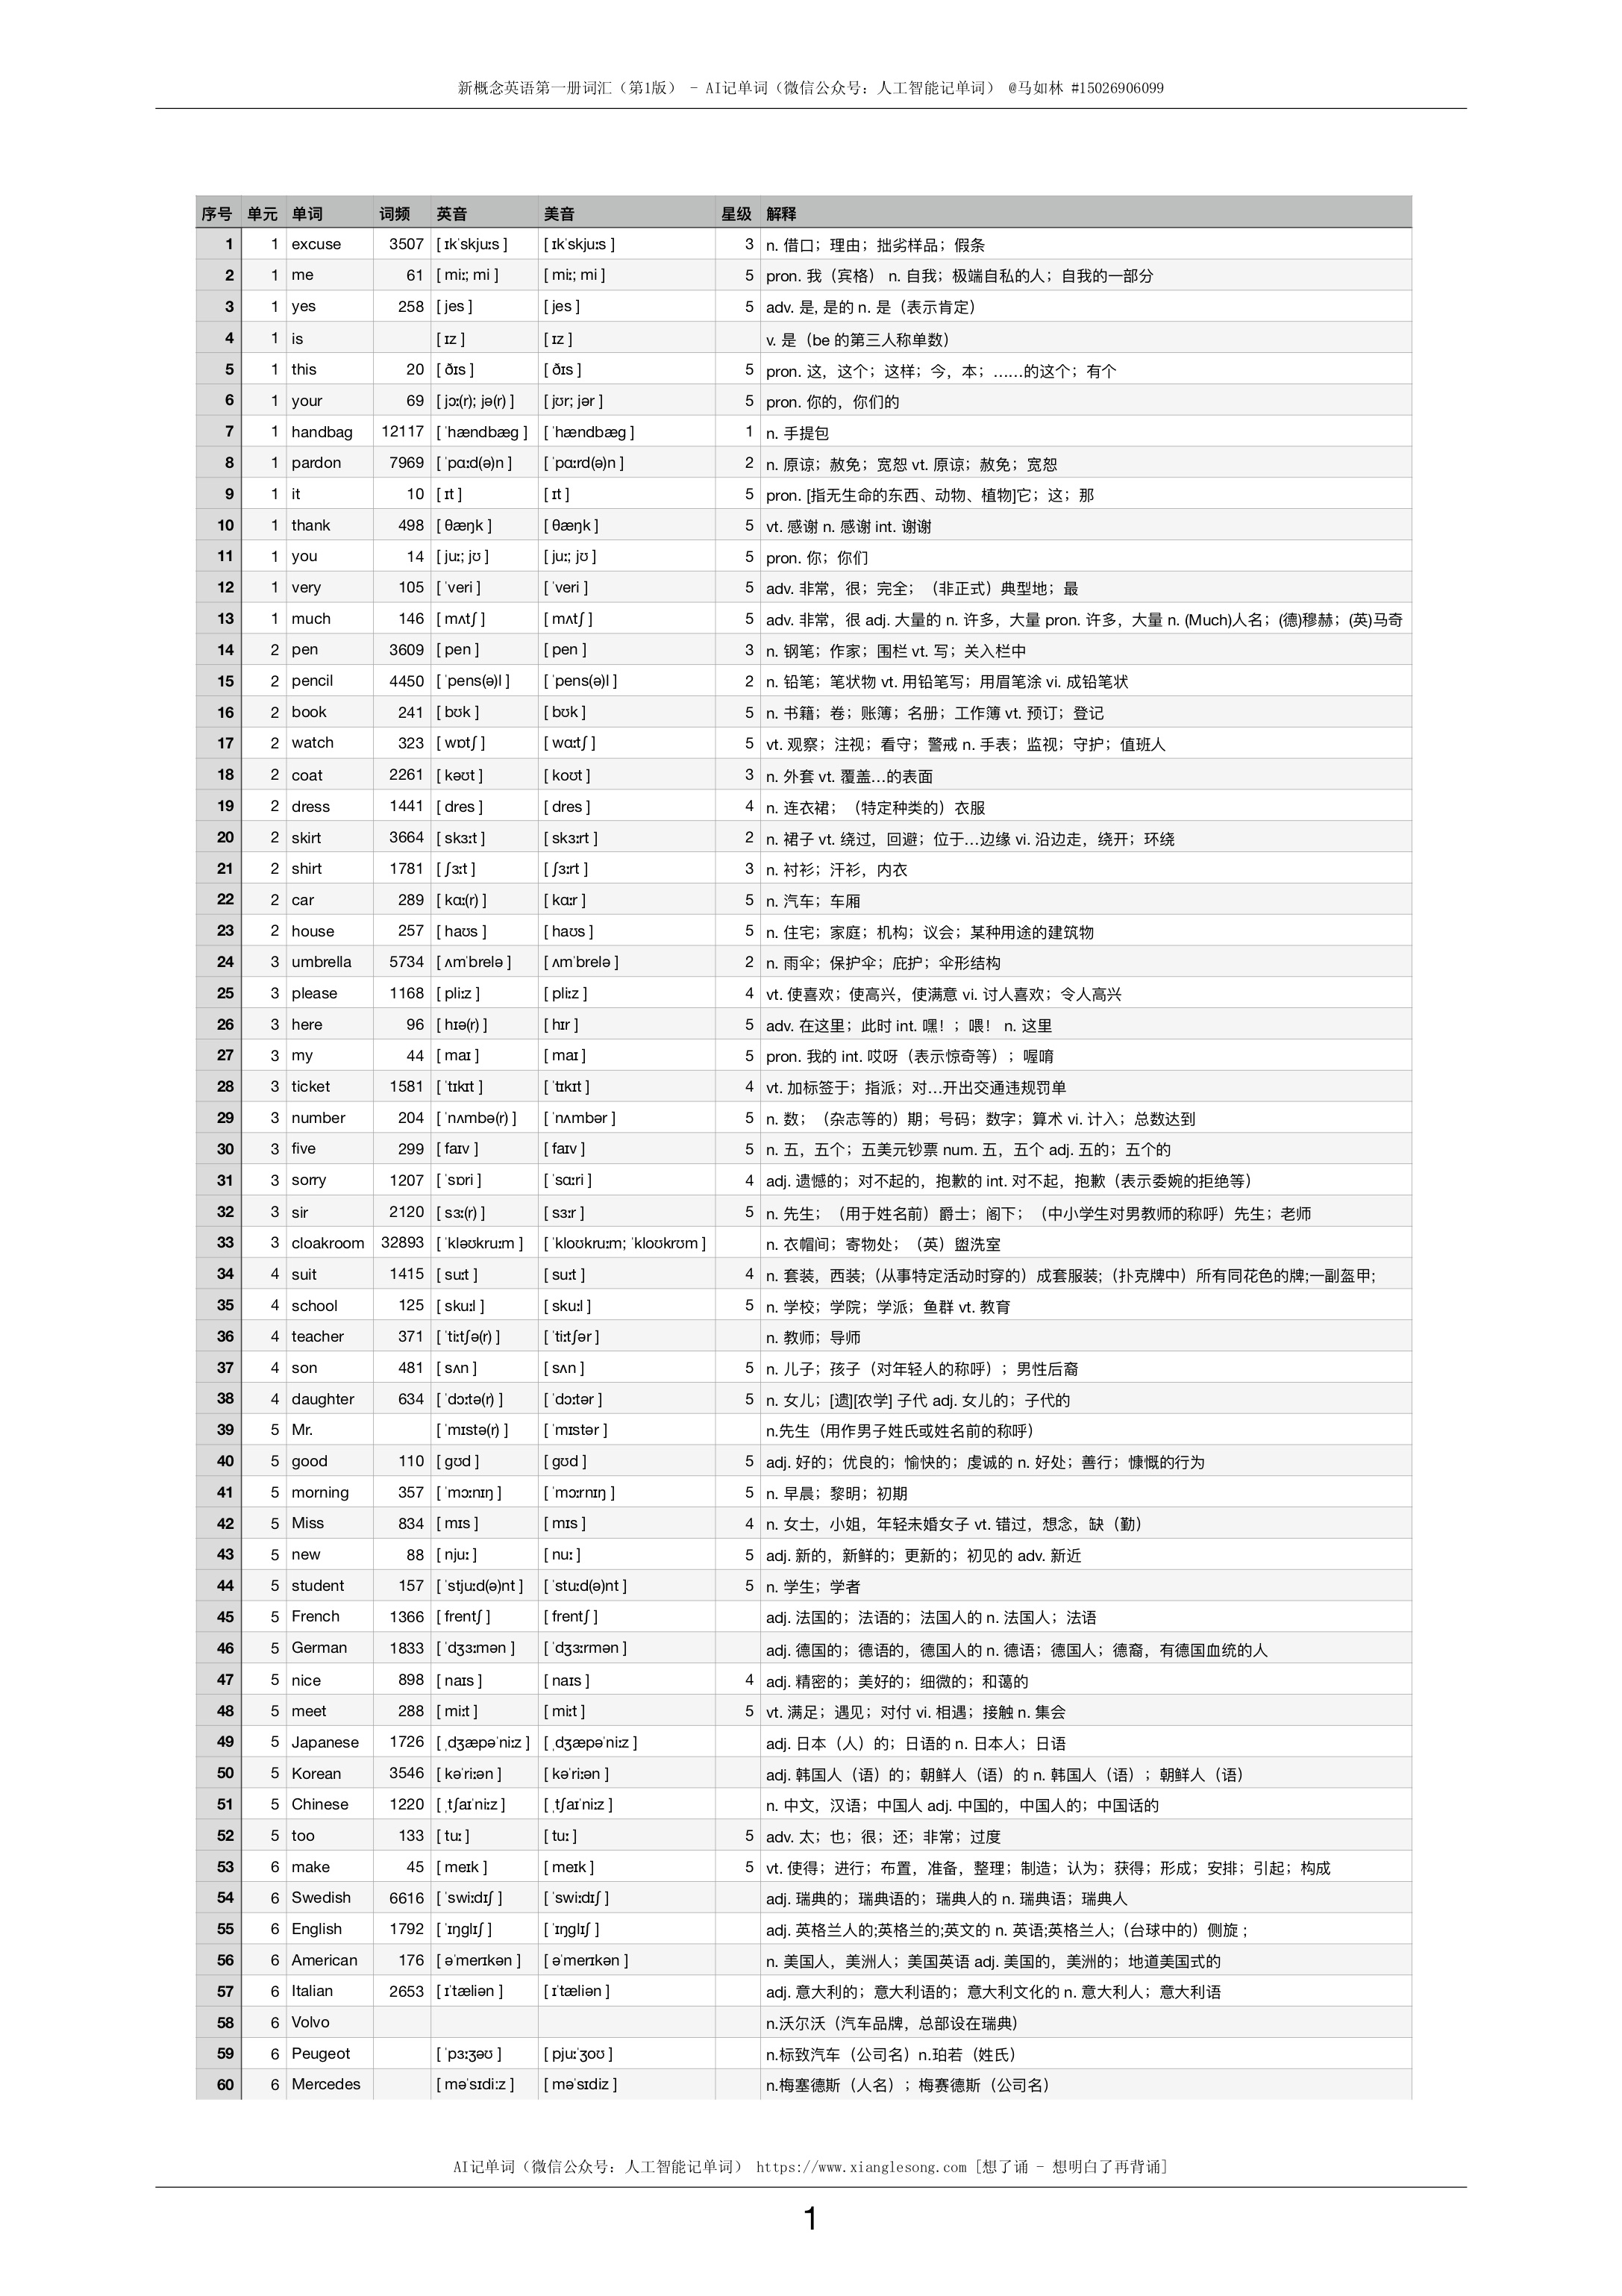 新概念英语第一册词汇（第1版） - AI记单词（微信公众号：人工智能记单词） @马如林 #15026906099
序号 单元 单词 词频 英音 美音 星级 解释
1 1 excuse 3507 [ ɪkˈskjuːs ] [ ɪkˈskjuːs ] 3 n. 借口；理由；拙劣样品；假条
2 1 me 61 [ miː; mi ] [ miː; mi ] 5 pron. 我（宾格） n. 自我；极端自私的人；自我的一部分
3 1 yes 258 [ jes ] [ jes ] 5 adv. 是, 是的 n. 是（表示肯定）
4 1 is [ ɪz ] [ ɪz ] v. 是（be 的第三人称单数）
5 1 this 20 [ ðɪs ] [ ðɪs ] 5 pron. 这，这个；这样；今，本；……的这个；有个
6 1 your 69 [ jɔː(r); jə(r) ] [ jʊr; jər ] 5 pron. 你的，你们的
7 1 handbag 12117 [ ˈhændbæg ] [ ˈhændbæg ] 1 n. 手提包
8 1 pardon 7969 [ ˈpɑːd(ə)n ] [ ˈpɑːrd(ə)n ] 2 n. 原谅；赦免；宽恕 vt. 原谅；赦免；宽恕
9 1 it 10 [ ɪt ] [ ɪt ] 5 pron. [指无生命的东西、动物、植物]它；这；那
10 1 thank 498 [ θæŋk ] [ θæŋk ] 5 vt. 感谢 n. 感谢 int. 谢谢
11 1 you 14 [ juː; jʊ ] [ juː; jʊ ] 5 pron. 你；你们
12 1 very 105 [ ˈveri ] [ ˈveri ] 5 adv. 非常，很；完全；（非正式）典型地；最
13 1 much 146 [ mʌtʃ ] [ mʌtʃ ] 5 adv. 非常，很 adj. 大量的 n. 许多，大量 pron. 许多，大量 n. (Much)人名；(德)穆赫；(英)马奇
14 2 pen 3609 [ pen ] [ pen ] 3 n. 钢笔；作家；围栏 vt. 写；关入栏中
15 2 pencil 4450 [ ˈpens(ə)l ] [ ˈpens(ə)l ] 2 n. 铅笔；笔状物 vt. 用铅笔写；用眉笔涂 vi. 成铅笔状
16 2 book 241 [ bʊk ] [ bʊk ] 5 n. 书籍；卷；账簿；名册；工作簿 vt. 预订；登记
17 2 watch 323 [ wɒtʃ ] [ wɑːtʃ ] 5 vt. 观察；注视；看守；警戒 n. 手表；监视；守护；值班人
18 2 coat 2261 [ kəʊt ] [ koʊt ] 3 n. 外套 vt. 覆盖…的表面
19 2 dress 1441 [ dres ] [ dres ] 4 n. 连衣裙；（特定种类的）衣服
20 2 skirt 3664 [ skɜːt ] [ skɜːrt ] 2 n. 裙子 vt. 绕过，回避；位于…边缘 vi. 沿边走，绕开；环绕
21 2 shirt 1781 [ ʃɜːt ] [ ʃɜːrt ] 3 n. 衬衫；汗衫，内衣
22 2 car 289 [ kɑː(r) ] [ kɑːr ] 5 n. 汽车；车厢
23 2 house 257 [ haʊs ] [ haʊs ] 5 n. 住宅；家庭；机构；议会；某种用途的建筑物
24 3 umbrella 5734 [ ʌmˈbrelə ] [ ʌmˈbrelə ] 2 n. 雨伞；保护伞；庇护；伞形结构
25 3 please 1168 [ pliːz ] [ pliːz ] 4 vt. 使喜欢；使高兴，使满意 vi. 讨人喜欢；令人高兴
26 3 here 96 [ hɪə(r) ] [ hɪr ] 5 adv. 在这里；此时 int. 嘿！；喂！ n. 这里
27 3 my 44 [ maɪ ] [ maɪ ] 5 pron. 我的 int. 哎呀（表示惊奇等）；喔唷
28 3 ticket 1581 [ ˈtɪkɪt ] [ ˈtɪkɪt ] 4 vt. 加标签于；指派；对…开出交通违规罚单
29 3 number 204 [ ˈnʌmbə(r) ] [ ˈnʌmbər ] 5 n. 数；（杂志等的）期；号码；数字；算术 vi. 计入；总数达到
30 3 five 299 [ faɪv ] [ faɪv ] 5 n. 五，五个；五美元钞票 num. 五，五个 adj. 五的；五个的
31 3 sorry 1207 [ ˈsɒri ] [ ˈsɑːri ] 4 adj. 遗憾的；对不起的，抱歉的 int. 对不起，抱歉（表示委婉的拒绝等）
32 3 sir 2120 [ sɜː(r) ] [ sɜːr ] 5 n. 先生；（用于姓名前）爵士；阁下；（中小学生对男教师的称呼）先生；老师
33 3 cloakroom 32893 [ ˈkləʊkruːm ] [ ˈkloʊkruːm; ˈkloʊkrʊm ] n. 衣帽间；寄物处；（英）盥洗室
34 4 suit 1415 [ suːt ] [ suːt ] 4 n. 套装，西装;（从事特定活动时穿的）成套服装;（扑克牌中）所有同花色的牌;一副盔甲;
35 4 school 125 [ skuːl ] [ skuːl ] 5 n. 学校；学院；学派；鱼群 vt. 教育
36 4 teacher 371 [ ˈtiːtʃə(r) ] [ ˈtiːtʃər ] n. 教师；导师
37 4 son 481 [ sʌn ] [ sʌn ] 5 n. 儿子；孩子（对年轻人的称呼）；男性后裔
38 4 daughter 634 [ ˈdɔːtə(r) ] [ ˈdɔːtər ] 5 n. 女儿；[遗][农学] 子代 adj. 女儿的；子代的
39 5 Mr. [ ˈmɪstə(r) ] [ ˈmɪstər ] n.先生（用作男子姓氏或姓名前的称呼）
40 5 good 110 [ gʊd ] [ gʊd ] 5 adj. 好的；优良的；愉快的；虔诚的 n. 好处；善行；慷慨的行为
41 5 morning 357 [ ˈmɔːnɪŋ ] [ ˈmɔːrnɪŋ ] 5 n. 早晨；黎明；初期
42 5 Miss 834 [ mɪs ] [ mɪs ] 4 n. 女士，小姐，年轻未婚女子 vt. 错过，想念，缺（勤）
43 5 new 88 [ njuː ] [ nuː ] 5 adj. 新的，新鲜的；更新的；初见的 adv. 新近
44 5 student 157 [ ˈstjuːd(ə)nt ] [ ˈstuːd(ə)nt ] 5 n. 学生；学者
45 5 French 1366 [ frentʃ ] [ frentʃ ] adj. 法国的；法语的；法国人的 n. 法国人；法语
46 5 German 1833 [ ˈdʒɜːmən ] [ ˈdʒɜːrmən ] adj. 德国的；德语的，德国人的 n. 德语；德国人；德裔，有德国血统的人
47 5 nice 898 [ naɪs ] [ naɪs ] 4 adj. 精密的；美好的；细微的；和蔼的
48 5 meet 288 [ miːt ] [ miːt ] 5 vt. 满足；遇见；对付 vi. 相遇；接触 n. 集会
49 5 Japanese 1726 [ ˌdʒæpəˈniːz ] [ ˌdʒæpəˈniːz ] adj. 日本（人）的；日语的 n. 日本人；日语
50 5 Korean 3546 [ kəˈriːən ] [ kəˈriːən ] adj. 韩国人（语）的；朝鲜人（语）的 n. 韩国人（语）；朝鲜人（语）
51 5 Chinese 1220 [ ˌtʃaɪˈniːz ] [ ˌtʃaɪˈniːz ] n. 中文，汉语；中国人 adj. 中国的，中国人的；中国话的
52 5 too 133 [ tuː ] [ tuː ] 5 adv. 太；也；很；还；非常；过度
53 6 make 45 [ meɪk ] [ meɪk ] 5 vt. 使得；进行；布置，准备，整理；制造；认为；获得；形成；安排；引起；构成
54 6 Swedish 6616 [ ˈswiːdɪʃ ] [ ˈswiːdɪʃ ] adj. 瑞典的；瑞典语的；瑞典人的 n. 瑞典语；瑞典人
55 6 English 1792 [ ˈɪŋglɪʃ ] [ ˈɪŋglɪʃ ] adj. 英格兰人的;英格兰的;英文的 n. 英语;英格兰人;（台球中的）侧旋 ;
56 6 American 176 [ əˈmerɪkən ] [ əˈmerɪkən ] n. 美国人，美洲人；美国英语 adj. 美国的，美洲的；地道美国式的
57 6 Italian 2653 [ ɪˈtæliən ] [ ɪˈtæliən ] adj. 意大利的；意大利语的；意大利文化的 n. 意大利人；意大利语
58 6 Volvo n.沃尔沃（汽车品牌，总部设在瑞典）
59 6 Peugeot [ ˈpɜːʒəʊ ] [ pjuːˈʒoʊ ] n.标致汽车（公司名）n.珀若（姓氏）
60 6 Mercedes [ məˈsɪdiːz ] [ məˈsɪdiz ] n.梅塞德斯（人名）；梅赛德斯（公司名）
AI记单词（微信公众号：人工智能记单词） https://www.xianglesong.com [想了诵 - 想明白了再背诵]
1